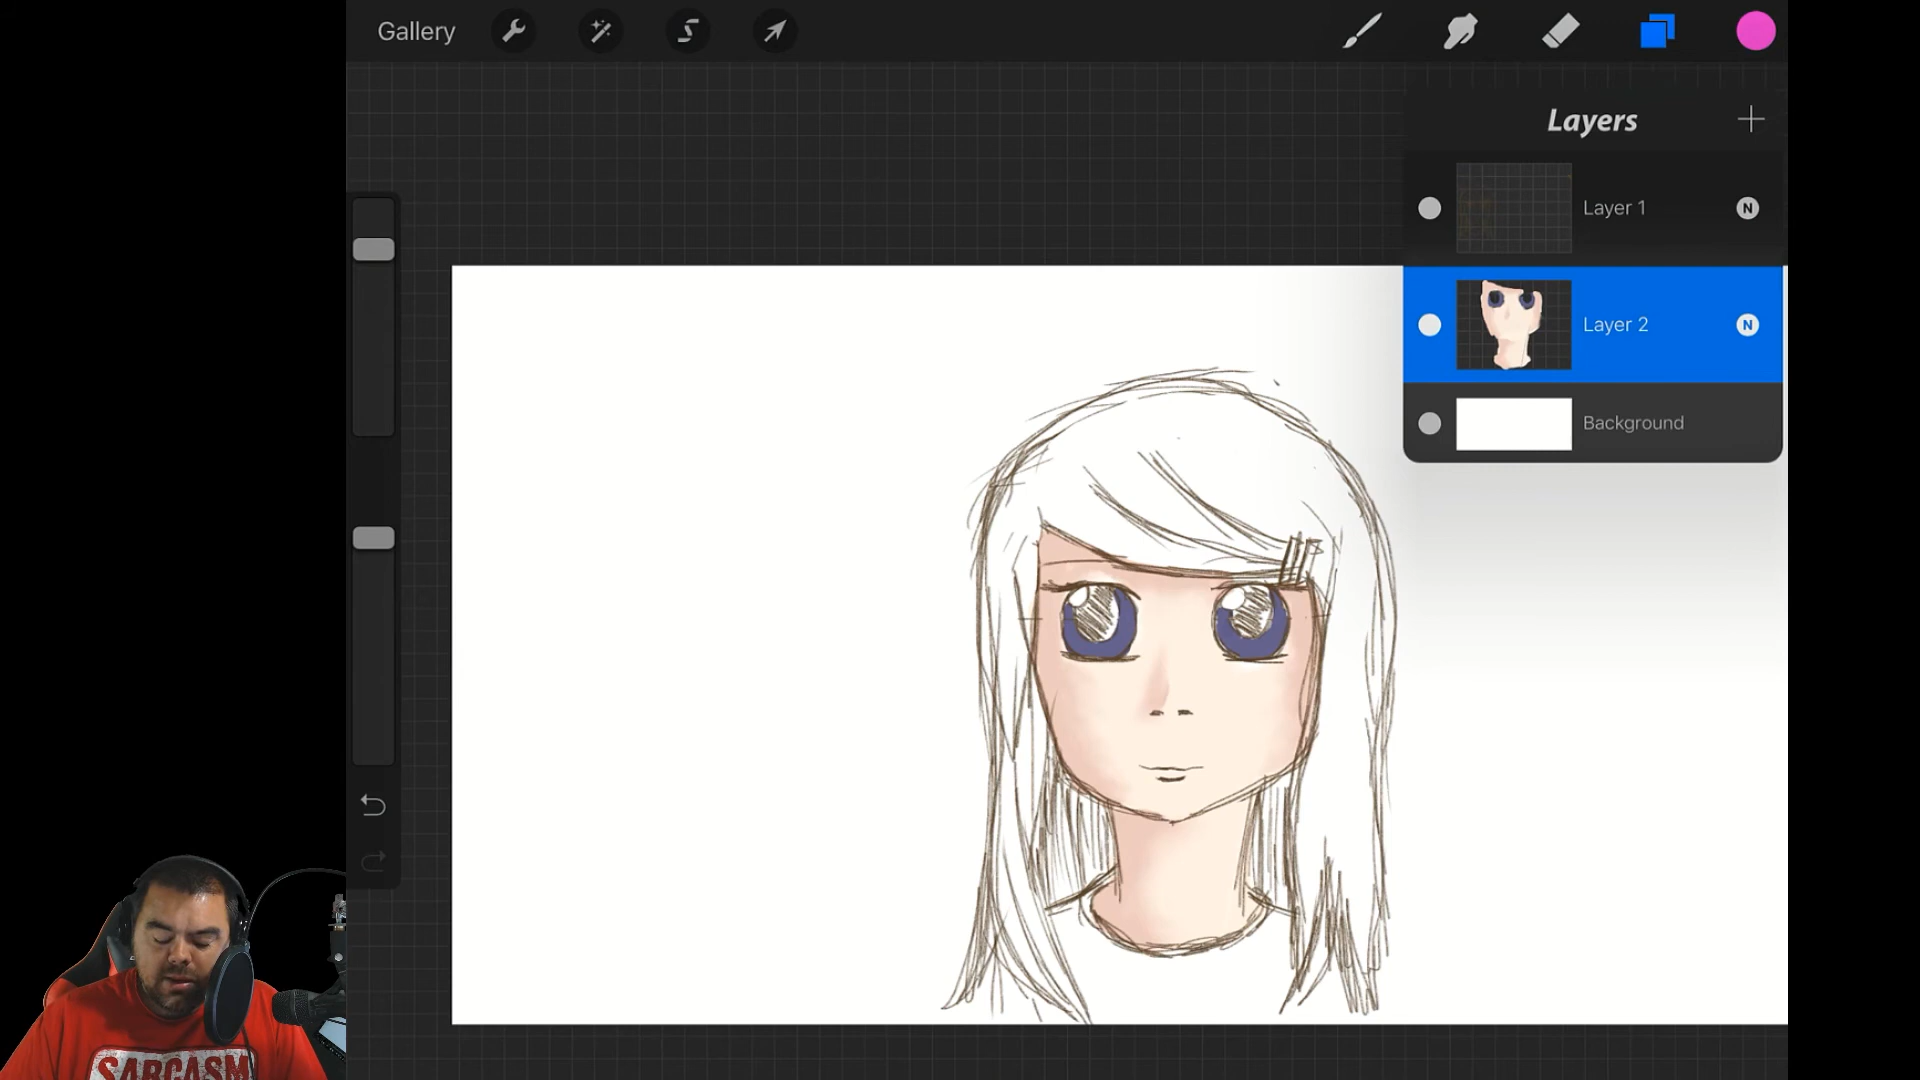 Gallery
Layers
Layer 1
N
Layer 2
N
Background
SARCASM